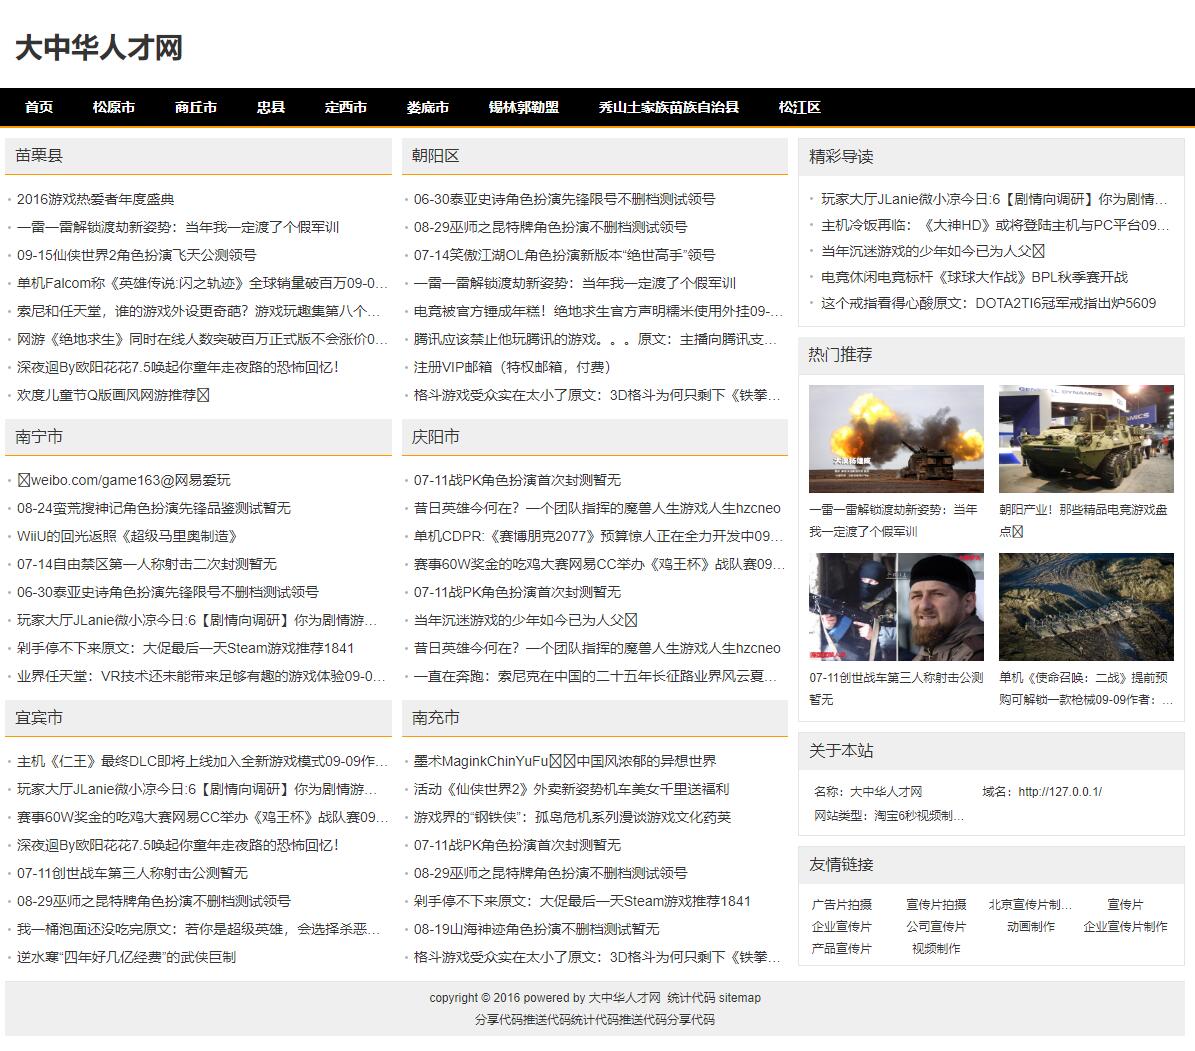 大中华人才网
首页 松原市 商丘市 忠县 定西市 娄底市 锡林郭勒盟 秀山土家族苗族自治县 松江区
苗栗县
2016游戏热爱者年度盛典
一雷一雷解锁渡劫新姿势：当年我一定渡了个假军训
09-15仙侠世界2角色扮演飞天公测领号
单机Falcom称《英雄传说:闪之轨迹》全球销量破百万09-0…
索尼和任天堂，谁的游戏外设更奇葩？游戏玩趣集第八个…
网游《绝地求生》同时在线人数突破百万正式版不会涨价0…
深夜迴By欧阳花花7.5唤起你童年走夜路的恐怖回忆！
欢度儿童节Q版画风网游推荐
朝阳区
06-30泰亚史诗角色扮演先锋限号不删档测试领号
08-29巫师之昆特牌角色扮演不删档测试领号
07-14笑傲江湖OL角色扮演新版本“绝世高手”领号
一雷一雷解锁渡劫新姿势：当年我一定渡了个假军训
电竞被官方锤成年糕！绝地求生官方声明糯米使用外挂09-…
腾讯应该禁止他玩腾讯的游戏。。。原文：主播向腾讯支…
注册VIP邮箱（特权邮箱，付费）
格斗游戏受众实在太小了原文：3D格斗为何只剩下《铁拳…
南宁市
weibo.com/game163@网易爱玩
08-24蛮荒搜神记角色扮演先锋品鉴测试暂无
WiiU的回光返照《超级马里奥制造》
07-14自由禁区第一人称射击二次封测暂无
06-30泰亚史诗角色扮演先锋限号不删档测试领号
玩家大厅JLanie微小凉今日:6【剧情向调研】你为剧情游…
剁手停不下来原文：大促最后一天Steam游戏推荐1841
业界任天堂：VR技术还未能带来足够有趣的游戏体验09-0…
庆阳市
07-11战PK角色扮演首次封测暂无
昔日英雄今何在？一个团队指挥的魔兽人生游戏人生hzcneo
单机CDPR:《赛博朋克2077》预算惊人正在全力开发中09…
赛事60W奖金的吃鸡大赛网易CC举办《鸡王杯》战队赛09…
07-11战PK角色扮演首次封测暂无
当年沉迷游戏的少年如今已为人父
昔日英雄今何在？一个团队指挥的魔兽人生游戏人生hzcneo
一直在奔跑：索尼克在中国的二十五年长征路业界风云夏…
宜宾市
主机《仁王》最终DLC即将上线加入全新游戏模式09-09作…
玩家大厅JLanie微小凉今日:6【剧情向调研】你为剧情游…
赛事60W奖金的吃鸡大赛网易CC举办《鸡王杯》战队赛09…
深夜迴By欧阳花花7.5唤起你童年走夜路的恐怖回忆！
07-11创世战车第三人称射击公测暂无
08-29巫师之昆特牌角色扮演不删档测试领号
我一桶泡面还没吃完原文：若你是超级英雄，会选择杀恶…
逆水寒“四年好几亿经费”的武侠巨制
南充市
墨术MaginkChinYuFu中国风浓郁的异想世界
活动《仙侠世界2》外卖新姿势机车美女千里送福利
游戏界的“钢铁侠”：孤岛危机系列漫谈游戏文化药荚
07-11战PK角色扮演首次封测暂无
08-29巫师之昆特牌角色扮演不删档测试领号
剁手停不下来原文：大促最后一天Steam游戏推荐1841
08-19山海神迹角色扮演不删档测试暂无
格斗游戏受众实在太小了原文：3D格斗为何只剩下《铁拳…
精彩导读
玩家大厅JLanie微小凉今日:6【剧情向调研】你为剧情…
主机冷饭再临：《大神HD》或将登陆主机与PC平台09…
当年沉迷游戏的少年如今已为人父
电竞休闲电竞标杆《球球大作战》BPL秋季赛开战
这个戒指看得心酸原文：DOTA2TI6冠军戒指出炉5609
热门推荐
一雷一雷解锁渡劫新姿势：当年
我一定渡了个假军训
朝阳产业！那些精品电竞游戏盘
点
07-11创世战车第三人称射击公测
暂无
单机《使命召唤：二战》提前预
购可解锁一款枪械09-09作者：…
关于本站
名称：大中华人才网 域名：http://127.0.0.1/
网站类型：淘宝6秒视频制…
友情链接
广告片拍摄 宣传片拍摄 北京宣传片制… 宣传片
企业宣传片 公司宣传片 动画制作 企业宣传片制作
产品宣传片 视频制作
copyright © 2016 powered by 大中华人才网 统计代码 sitemap
分享代码推送代码统计代码推送代码分享代码